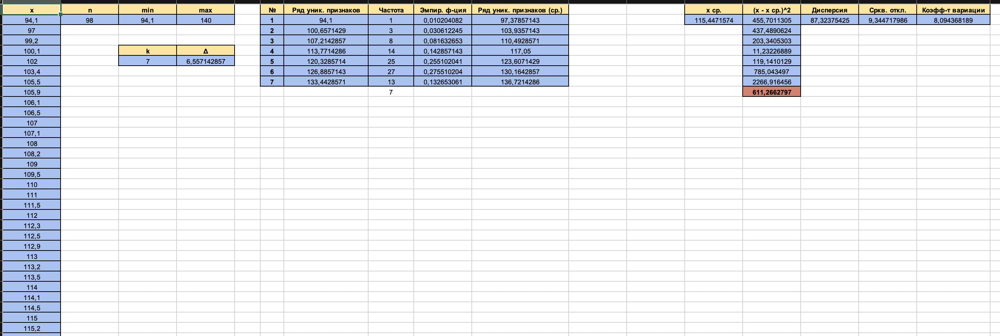 x n min max № Ряд уник. признаков Частота Эмпир. ф-ция Ряд уник. признаков (ср.) x ср. (x - x ср.)^2 Дисперсия Сркв. откл. Коэфф-т вариации
94,1 98 94,1 140 1 94,1 1 0,010204082 97,37857143 115,4471574 455,7011305 87,32375425 9,344717986 8,094368189
97 2 100,6571429 3 0,030612245 103,9357143 437,4890624
99,2 3 107,2142857 8 0,081632653 110,4928571 203,3405303
100,1 k Δ 4 113,7714286 14 0,142857143 117,05 11,23226889
102 7 6,557142857 5 120,3285714 25 0,255102041 123,6071429 119,1410129
103,4 6 126,8857143 27 0,275510204 130,1642857 785,043497
105,5 7 133,4428571 13 0,132653061 136,7214286 2266,916456
105,9 7 611,2662797
106,1
106,5
107
107,1
108
108,2
109
109,5
110
111
111,5
112
112,3
112,5
112,9
113
113,2
113,5
114
114,1
114,5
115
115,2